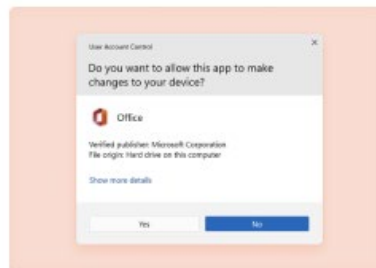 User Account Control
Do you want to allow this app to make
changes to your device?
Office
Verified publisher: Microsoft Corporation
File origin: Hard drive on this computer
Show more details
Yes
No